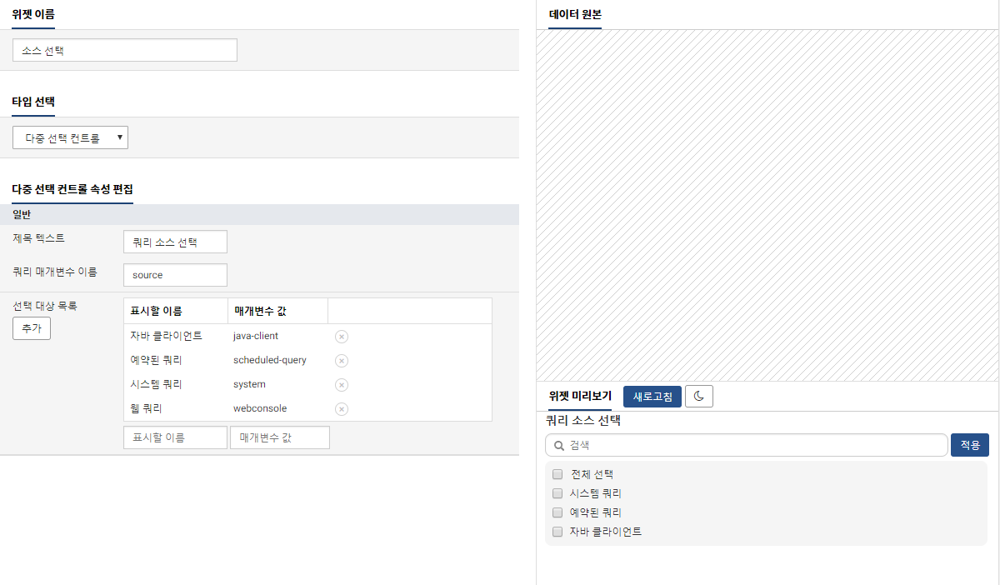 위젯 이름
소스 선택
타입 선택
다중 선택 컨트롤
다중 선택 컨트롤 속성 편집
일반
제목 텍스트
쿼리 소스 선택
쿼리 매개변수 이름
source
선택 대상 목록
추가
표시할 이름 매개변수 값
자바 클라이언트 java-client
예약된 쿼리 scheduled-query
시스템 쿼리 system
웹 쿼리 webconsole
표시할 이름 매개변수 값
데이터 원본
위젯 미리보기 새로고침
쿼리 소스 선택
검색 적용
전체 선택
시스템 쿼리
예약된 쿼리
자바 클라이언트